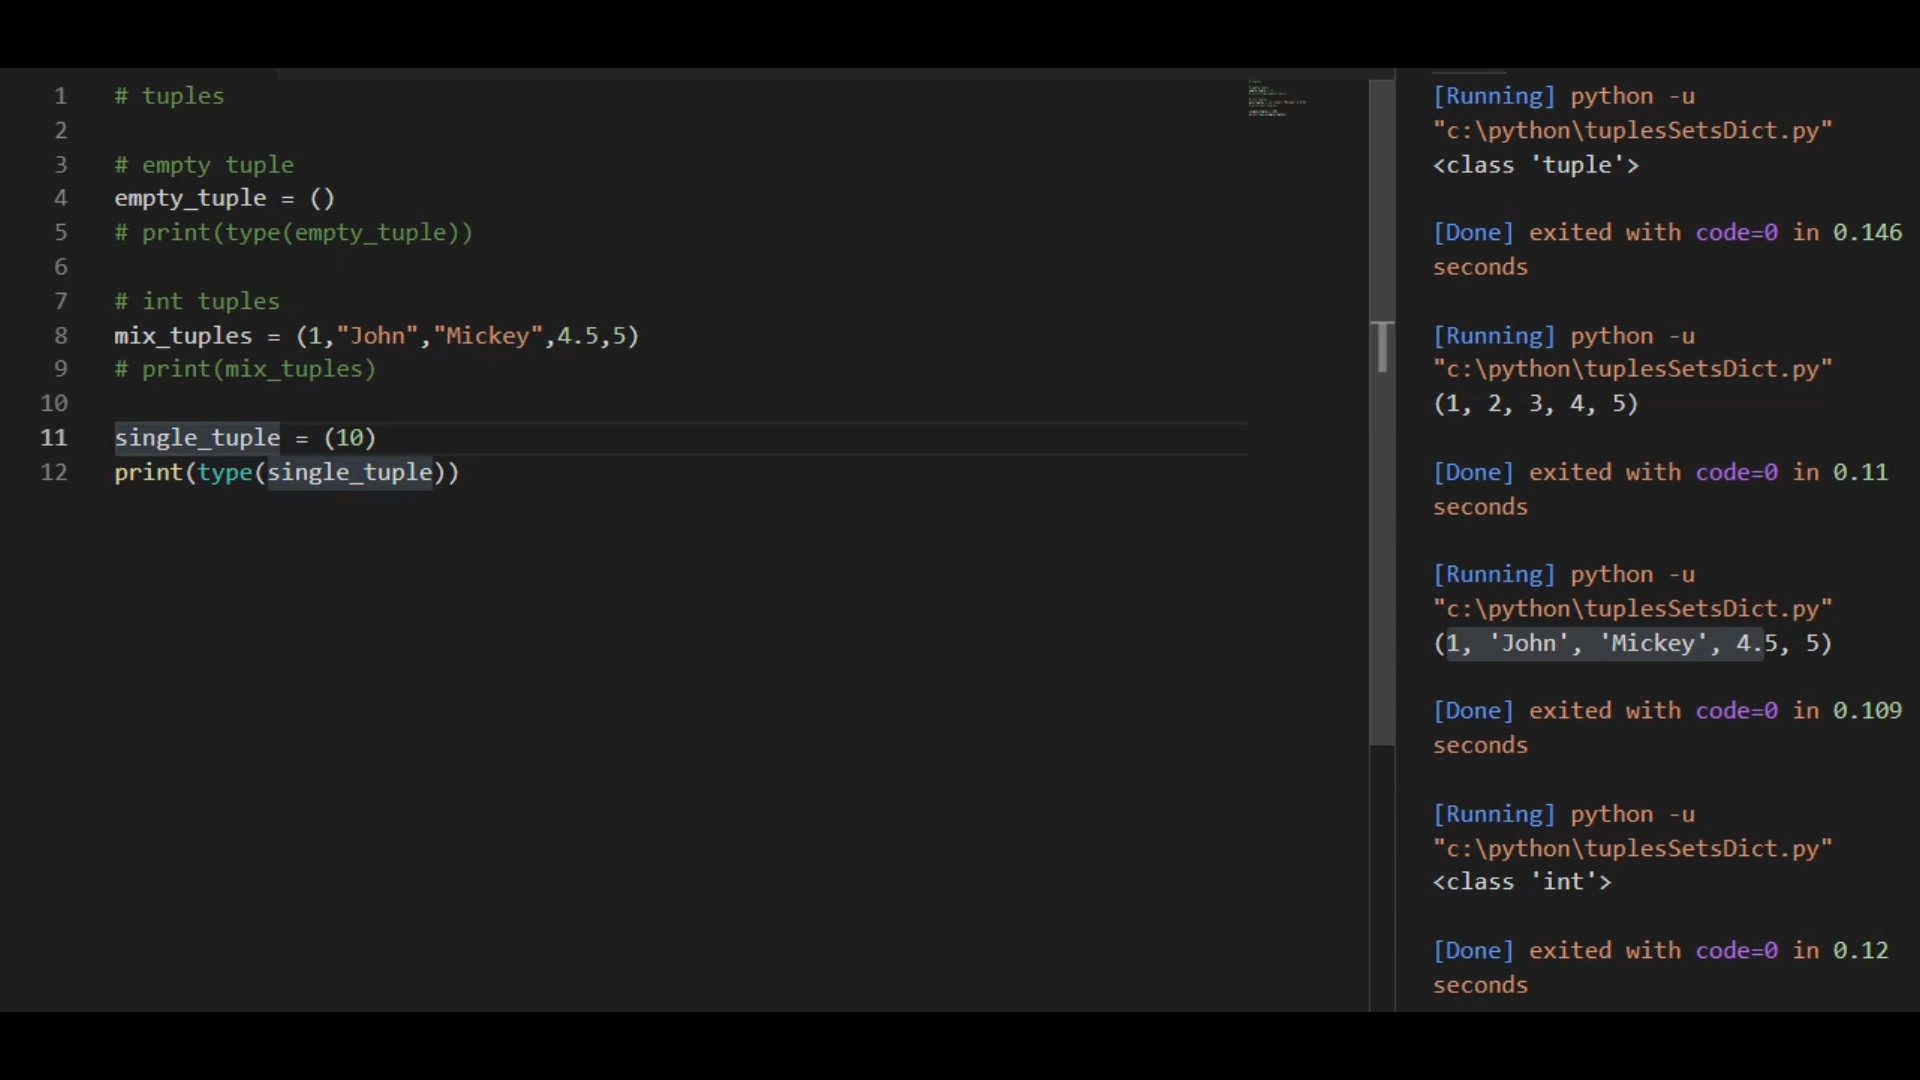 1 # tuples
2
3 # empty tuple
4 empty_tuple = ()
5 # print(type(empty_tuple))
6
7 # int tuples
8 mix_tuples = (1,"John","Mickey",4.5,5)
9 # print(mix_tuples)
10
11 single_tuple = (10)
12 print(type(single_tuple))
[Running] python -u
"c:\python\tuplesSetsDict.py"
<class 'tuple'>
[Done] exited with code=0 in 0.146
seconds
[Running] python -u
"c:\python\tuplesSetsDict.py"
(1, 2, 3, 4, 5)
[Done] exited with code=0 in 0.11
seconds
[Running] python -u
"c:\python\tuplesSetsDict.py"
(1, 'John', 'Mickey', 4.5, 5)
[Done] exited with code=0 in 0.109
seconds
[Running] python -u
"c:\python\tuplesSetsDict.py"
<class 'int'>
[Done] exited with code=0 in 0.12
seconds